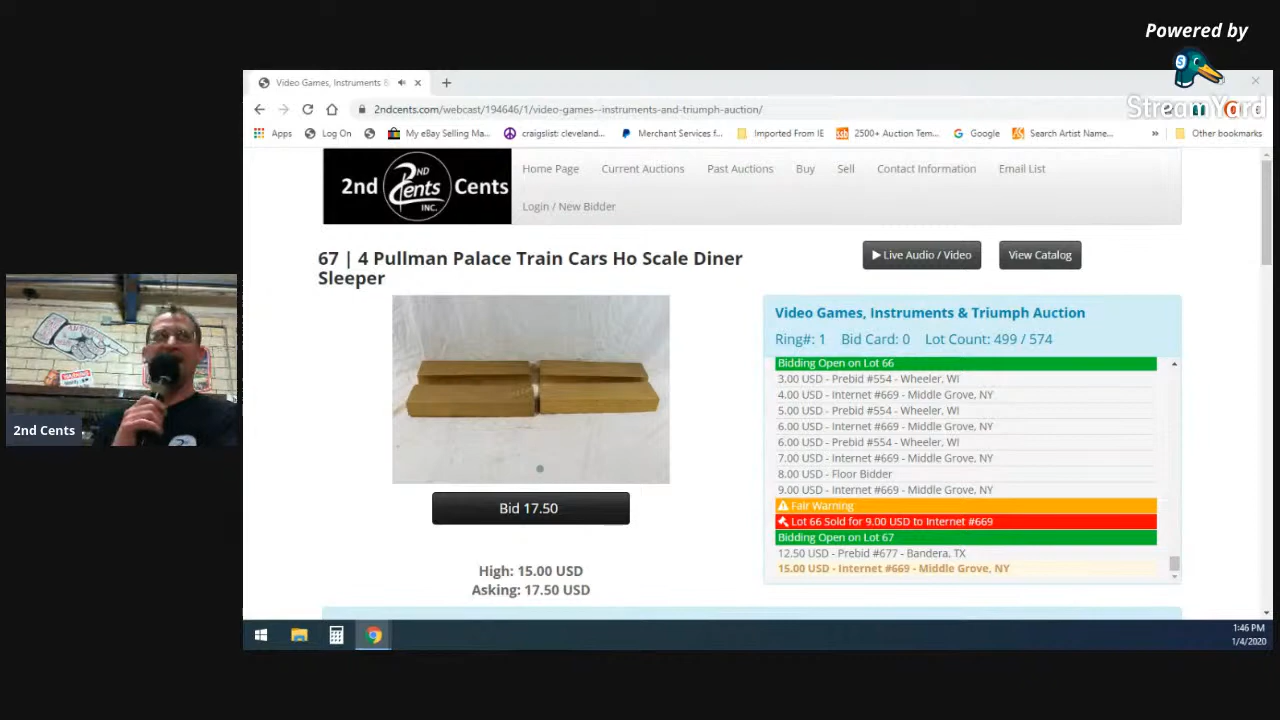 Powered by
StreamYard
Video Games, Instruments
2ndcents.com/webcast/194646/1/video-games--instruments-and-triumph-auction/
Apps
Log On
My eBay Selling Ma...
craigslist: cleveland...
Merchant Services f...
Imported From IE
2500+ Auction Tem...
Google
Search Artist Name...
»
Other bookmarks
2nd Cents
2ND Cents INC.
Home Page
Current Auctions
Past Auctions
Buy
Sell
Contact Information
Email List
Login / New Bidder
67 | 4 Pullman Palace Train Cars Ho Scale Diner
Sleeper
Live Audio / Video
View Catalog
Video Games, Instruments & Triumph Auction
Ring#: 1 Bid Card: 0 Lot Count: 499 / 574
Bidding Open on Lot 66
3.00 USD - Prebid #554 - Wheeler, WI
4.00 USD - Internet #669 - Middle Grove, NY
5.00 USD - Prebid #554 - Wheeler, WI
6.00 USD - Internet #669 - Middle Grove, NY
6.00 USD - Prebid #554 - Wheeler, WI
7.00 USD - Internet #669 - Middle Grove, NY
8.00 USD - Floor Bidder
9.00 USD - Internet #669 - Middle Grove, NY
Fair Warning
Lot 66 Sold for 9.00 USD to Internet #669
Bidding Open on Lot 67
12.50 USD - Prebid #677 - Bandera, TX
15.00 USD - Internet #669 - Middle Grove, NY
Bid 17.50
High: 15.00 USD
Asking: 17.50 USD
2nd Cents
1:46 PM
1/4/2020